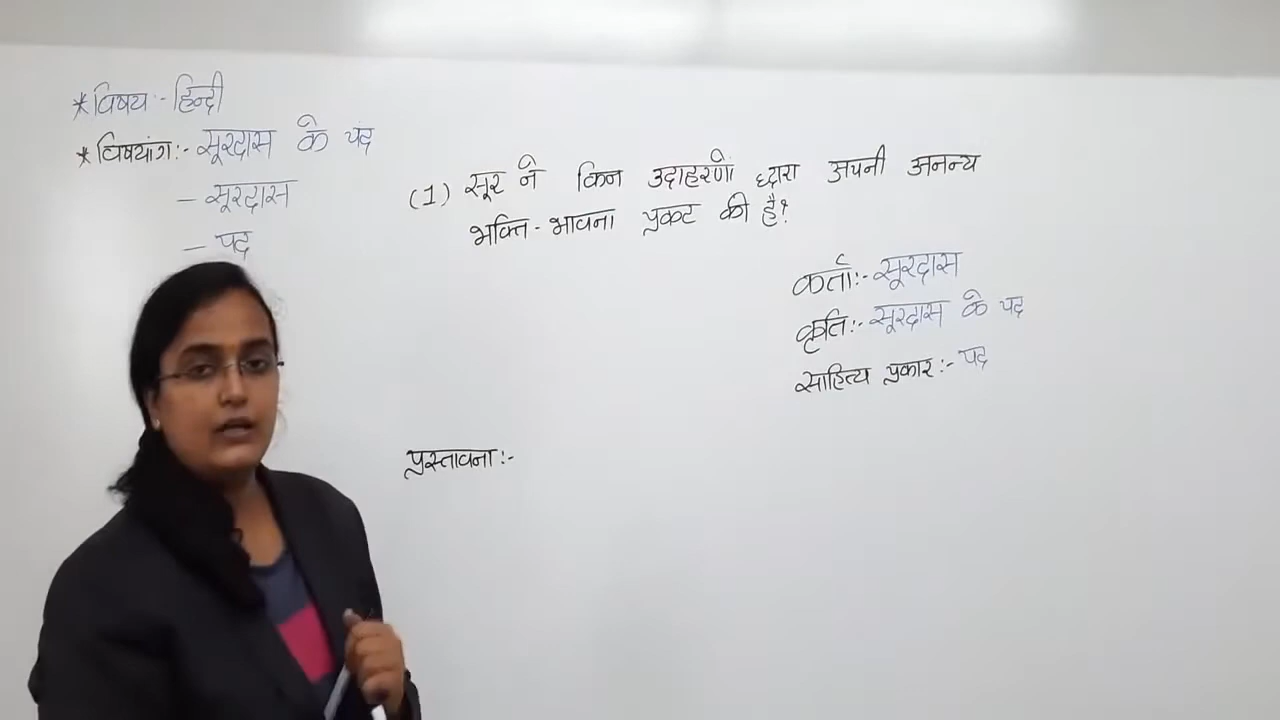 * विषय :- हिन्दी
* विषयांग :- सूरदास के पद
- सूरदास
- पद
(1) सूर ने किन उदाहरणों द्वारा अपनी अनन्य
भक्ति - भावना प्रकट की है?
कर्ता :- सूरदास
कृति :- सूरदास के पद
साहित्य प्रकार :- पद
प्रस्तावना :-